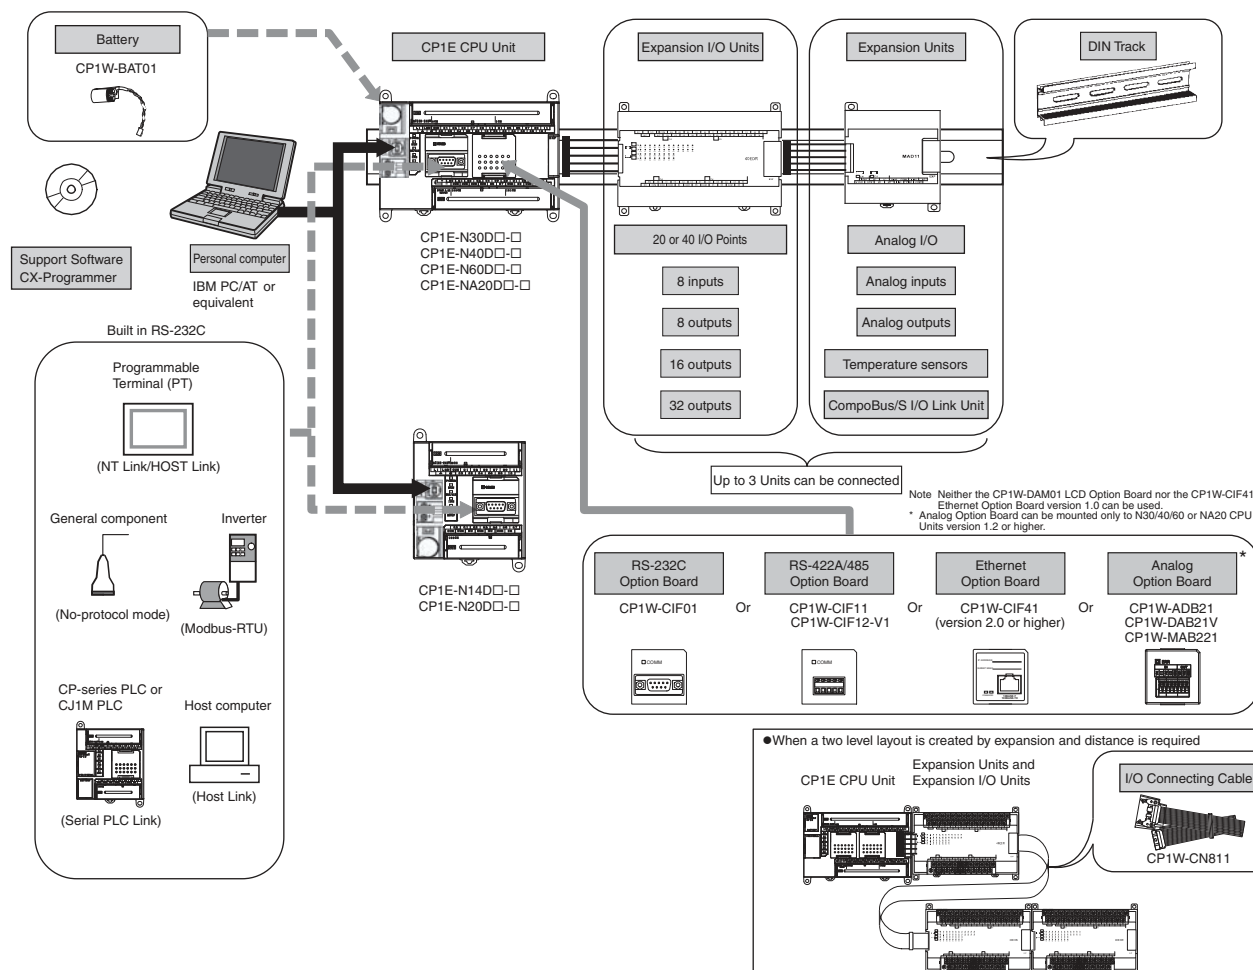 Battery
CP1W-BAT01
CP1E CPU Unit
Expansion I/O Units
Expansion Units
DIN Track
Support Software
CX-Programmer
Personal computer
IBM PC/AT or
equivalent
CP1E-N30D□-□
CP1E-N40D□-□
CP1E-N60D□-□
CP1E-NA20D□-□
40EDR
MAD11
20 or 40 I/O Points
8 inputs
8 outputs
16 outputs
32 outputs
Analog I/O
Analog inputs
Analog outputs
Temperature sensors
CompoBus/S I/O Link Unit
Up to 3 Units can be connected
Built in RS-232C
Programmable
Terminal (PT)
(NT Link/HOST Link)
General component
(No-protocol mode)
Inverter
(Modbus-RTU)
CP-series PLC or
CJ1M PLC
(Serial PLC Link)
Host computer
(Host Link)
CP1E-N14D□-□
CP1E-N20D□-□
Note Neither the CP1W-DAM01 LCD Option Board nor the CP1W-CIF41
Ethernet Option Board version 1.0 can be used.
* Analog Option Board can be mounted only to N30/40/60 or NA20 CPU
Units version 1.2 or higher.
RS-232C
Option Board
CP1W-CIF01
COMM
Or
RS-422A/485
Option Board
CP1W-CIF11
CP1W-CIF12-V1
COMM
Or
Ethernet
Option Board
CP1W-CIF41
(version 2.0 or higher)
Or
Analog
Option Board
*
CP1W-ADB21
CP1W-DAB21V
CP1W-MAB221
●When a two level layout is created by expansion and distance is required
CP1E CPU Unit
Expansion Units and
Expansion I/O Units
I/O Connecting Cable
CP1W-CN811